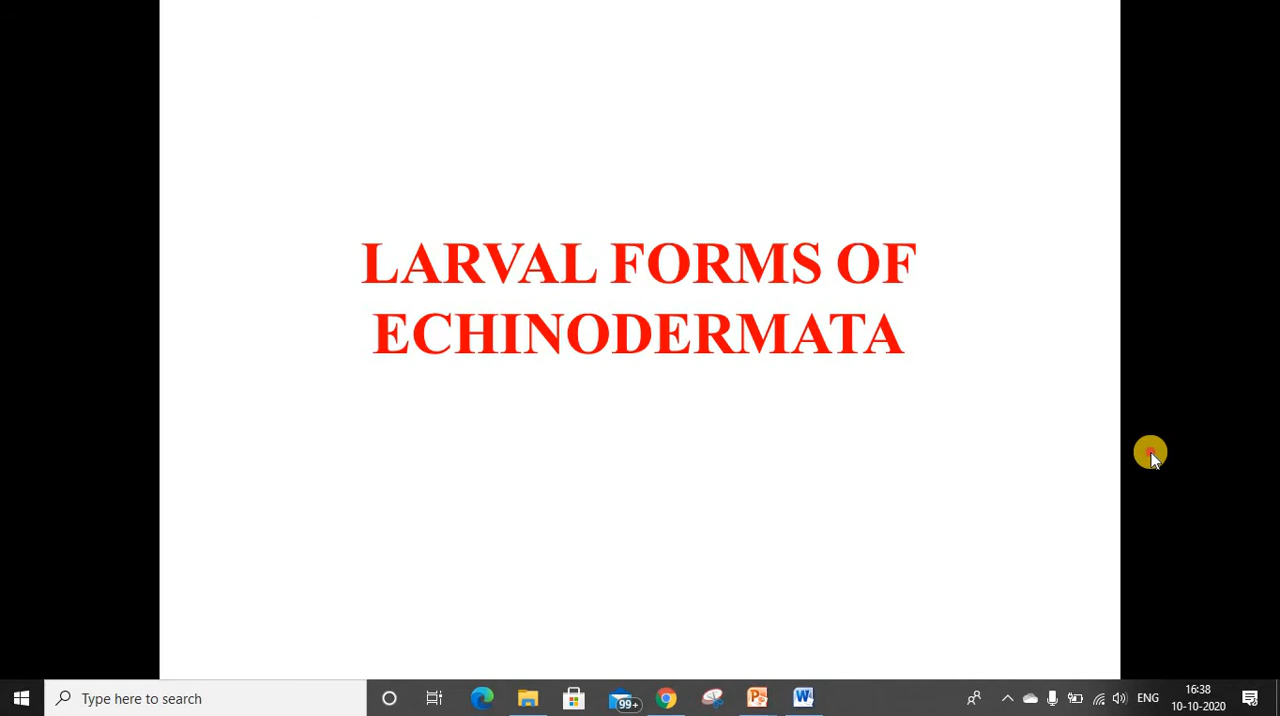 LARVAL FORMS OF
ECHINODERMATA
Type here to search
99+
ENG
16:38
10-10-2020